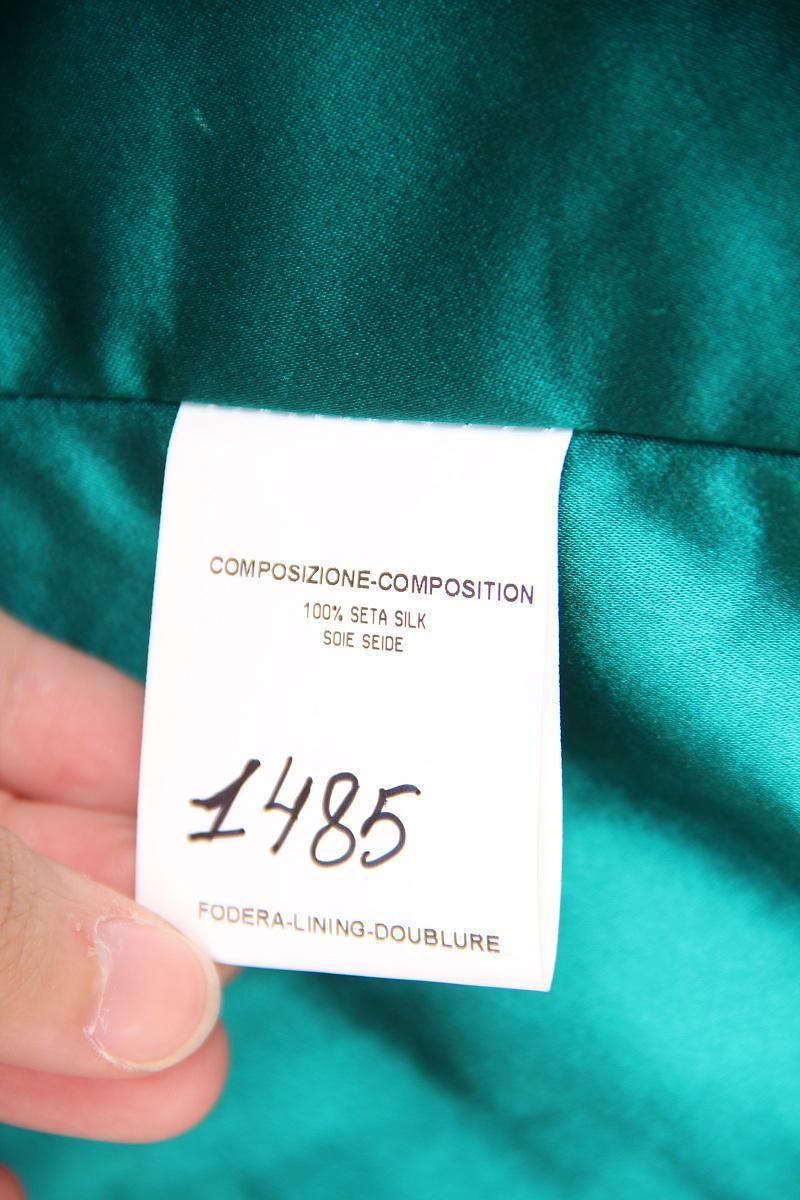 COMPOSIZIONE-COMPOSITION
100% SETA SILK
SOIE SEIDE
1485
FODERA-LINING-DOUBLURE